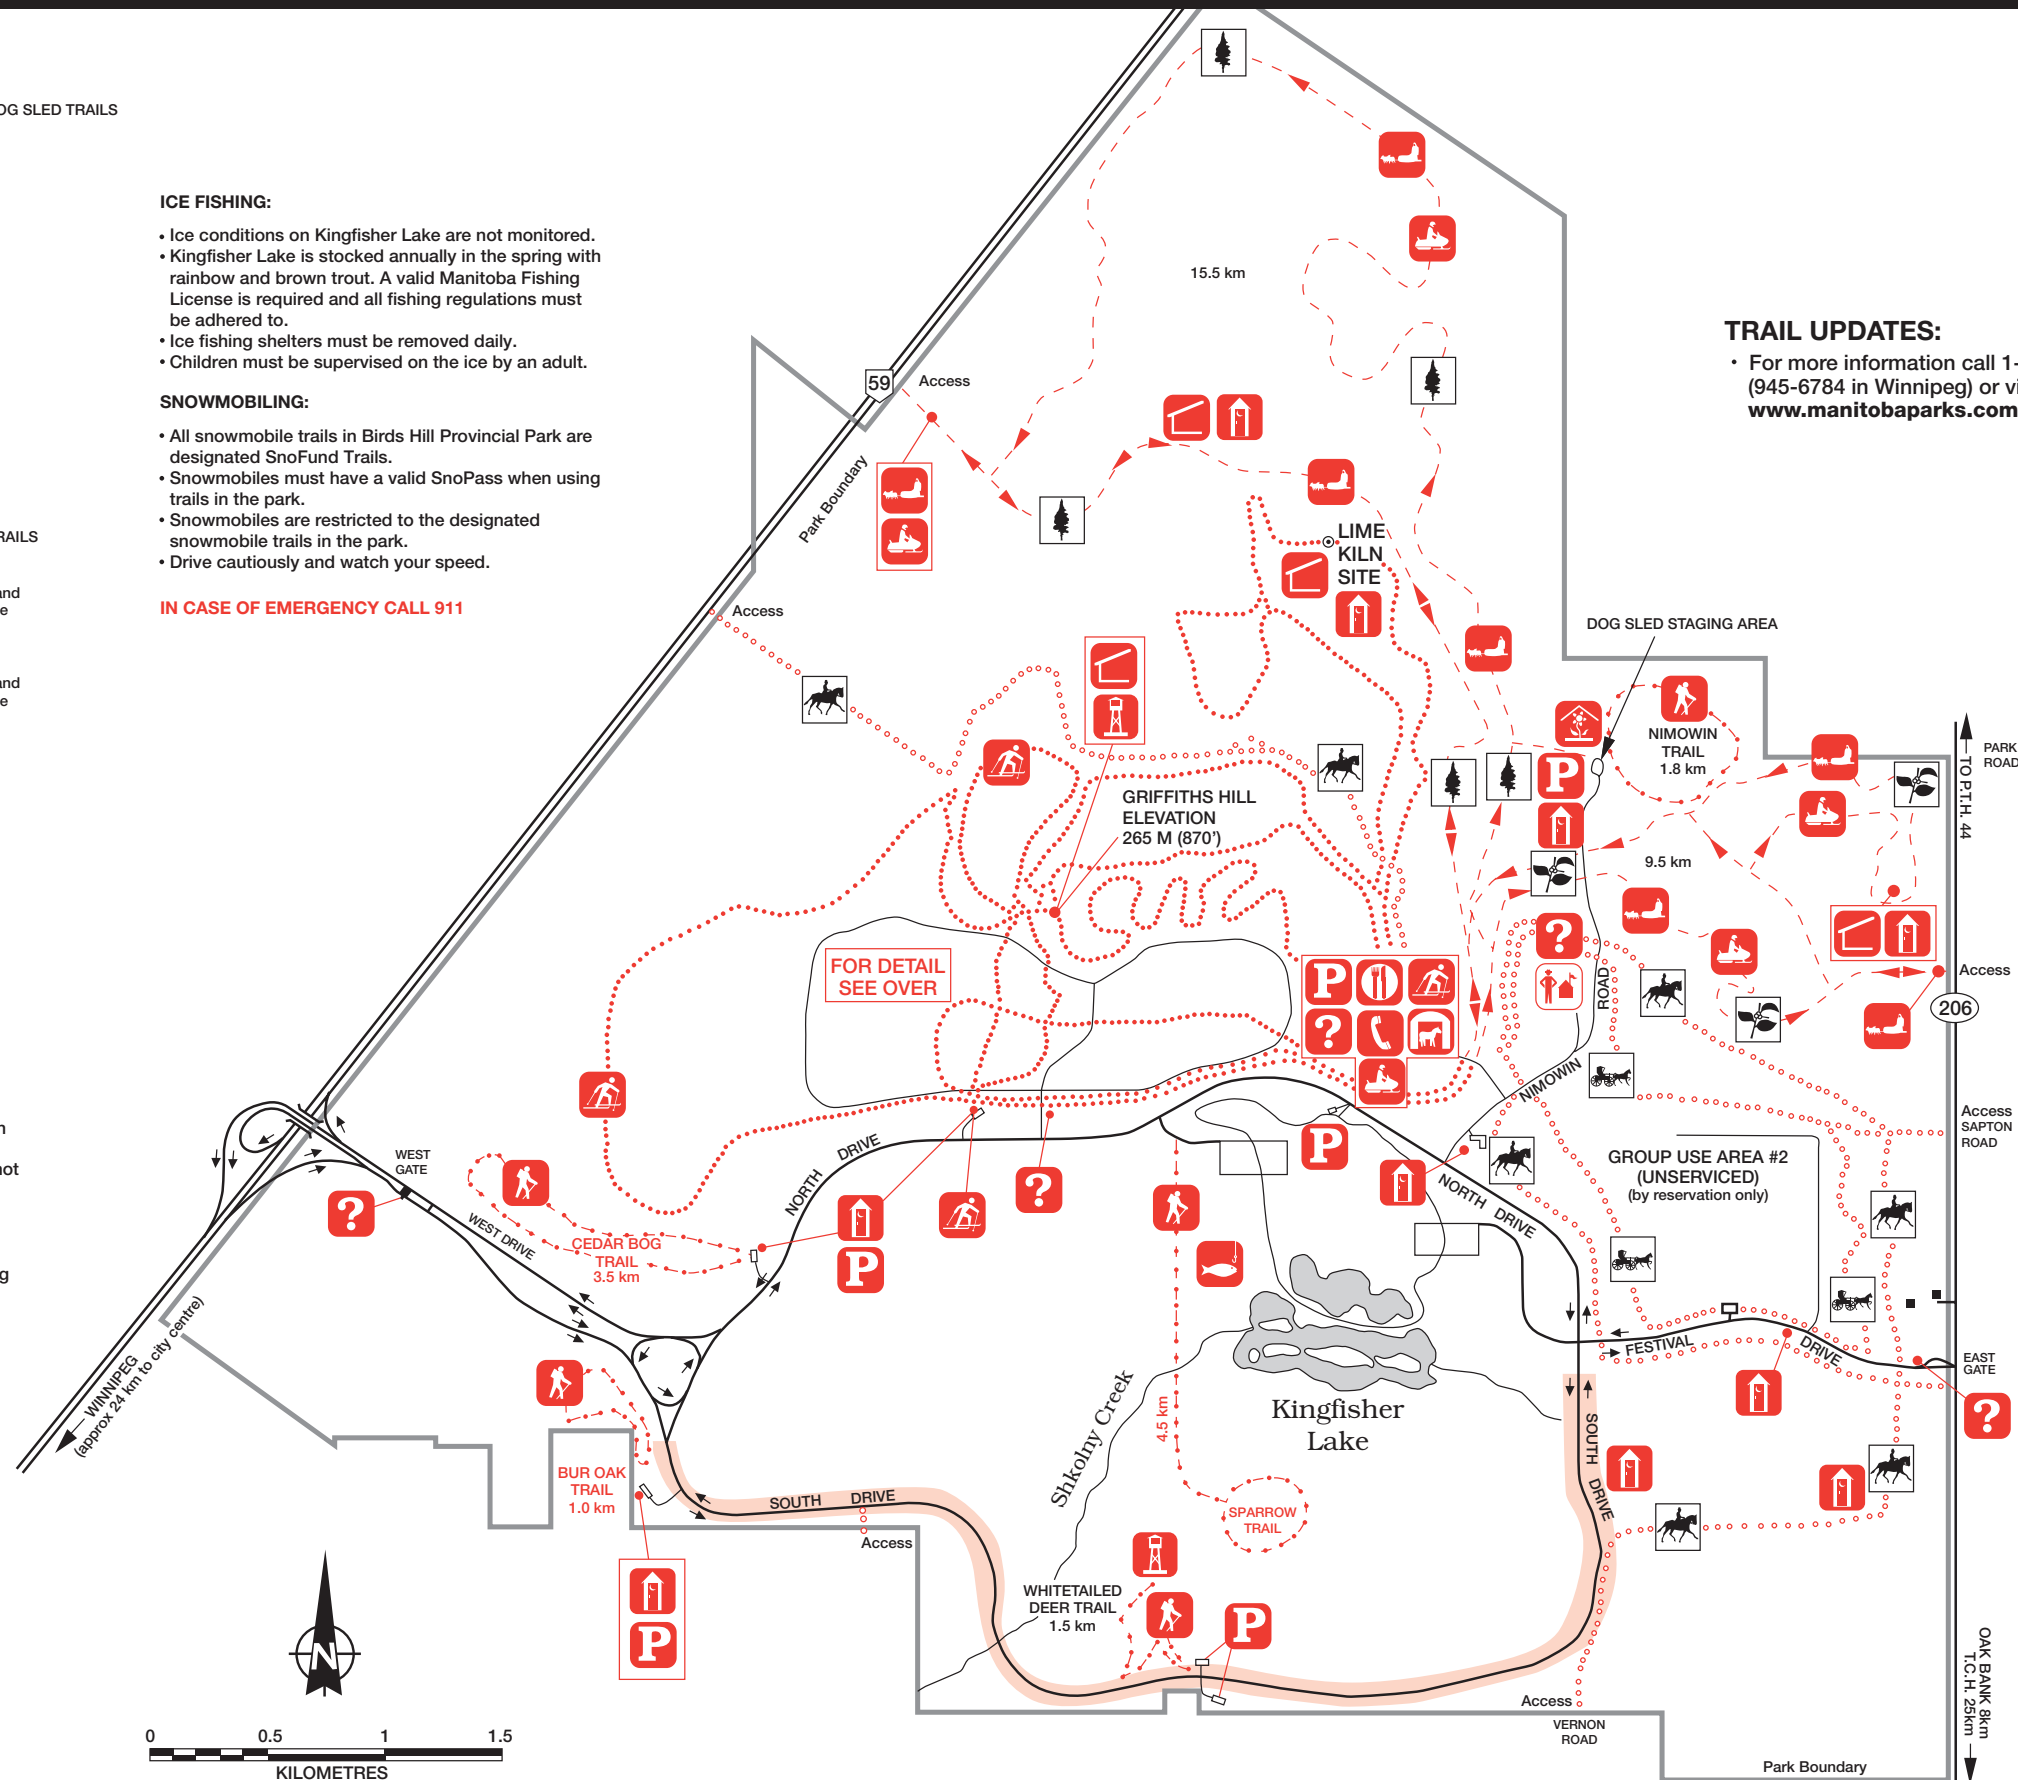 OG SLED TRAILS
ICE FISHING:
• Ice conditions on Kingfisher Lake are not monitored.
• Kingfisher Lake is stocked annually in the spring with
rainbow and brown trout. A valid Manitoba Fishing
License is required and all fishing regulations must
be adhered to.
• Ice fishing shelters must be removed daily.
• Children must be supervised on the ice by an adult.
SNOWMOBILING:
• All snowmobile trails in Birds Hill Provincial Park are
designated SnoFund Trails.
• Snowmobiles must have a valid SnoPass when using
trails in the park.
• Snowmobiles are restricted to the designated
snowmobile trails in the park.
• Drive cautiously and watch your speed.
IN CASE OF EMERGENCY CALL 911
RAILS
and
e
and
e
n
not
g
TRAIL UPDATES:
• For more information call 1-
(945-6784 in Winnipeg) or vi
www.manitobaparks.com
15.5 km
59
Access
Park Boundary
Access
LIME
KILN
SITE
DOG SLED STAGING AREA
NIMOWIN
TRAIL
1.8 km
P
PARK
ROAD
TO P.T.H. 44
GRIFFITHS HILL
ELEVATION
265 M (870')
9.5 km
FOR DETAIL
SEE OVER
P
?
?
ROAD
NIMOWIN
Access
206
Access
SAPTON
ROAD
WEST
GATE
?
WEST DRIVE
CEDAR BOG
TRAIL
3.5 km
NORTH DRIVE
P
?
P
NORTH DRIVE
GROUP USE AREA #2
(UNSERVICED)
(by reservation only)
WINNIPEG
(approx 24 km to city centre)
FESTIVAL DRIVE
EAST
GATE
?
Kingfisher
Lake
Shkolny Creek
4.5 km
SOUTH DRIVE
BUR OAK
TRAIL
1.0 km
SOUTH DRIVE
Access
SPARROW
TRAIL
WHITETAILED
DEER TRAIL
1.5 km
P
P
N
Access
VERNON
ROAD
OAK BANK 8km
T.C.H. 25km
Park Boundary
0 0.5 1 1.5
KILOMETRES